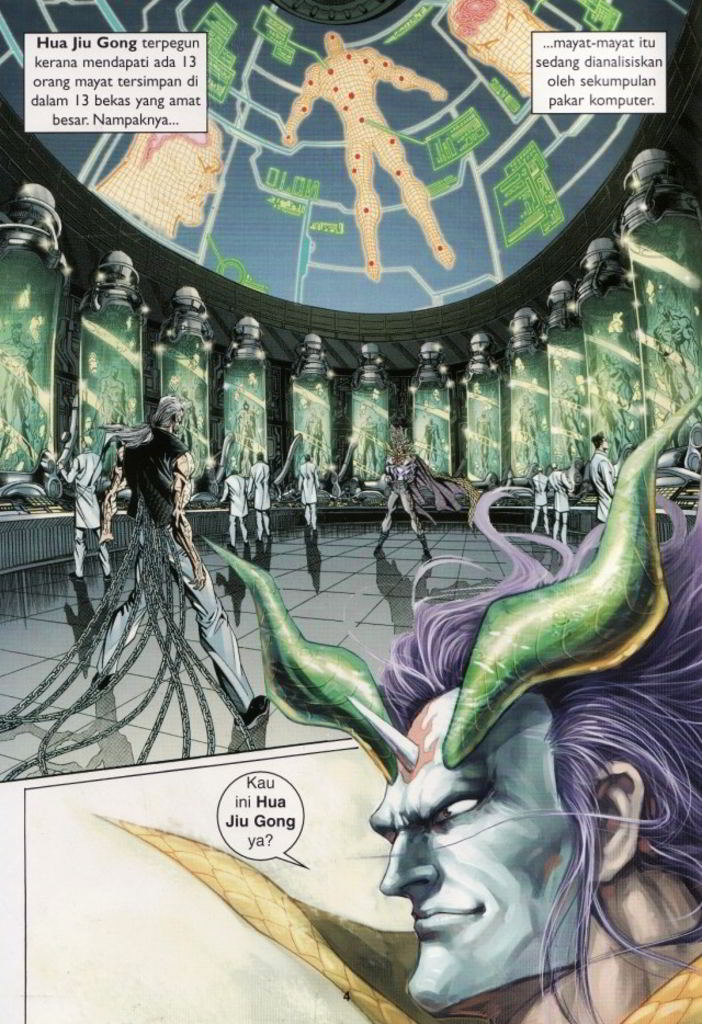 Hua Jiu Gong terpegun
kerana mendapati ada 13
orang mayat tersimpan di
dalam 13 bekas yang amat
besar. Nampaknya...
...mayat-mayat itu
sedang dianalisiskan
oleh sekumpulan
pakar komputer.
Kau
ini Hua
Jiu Gong
ya?
4